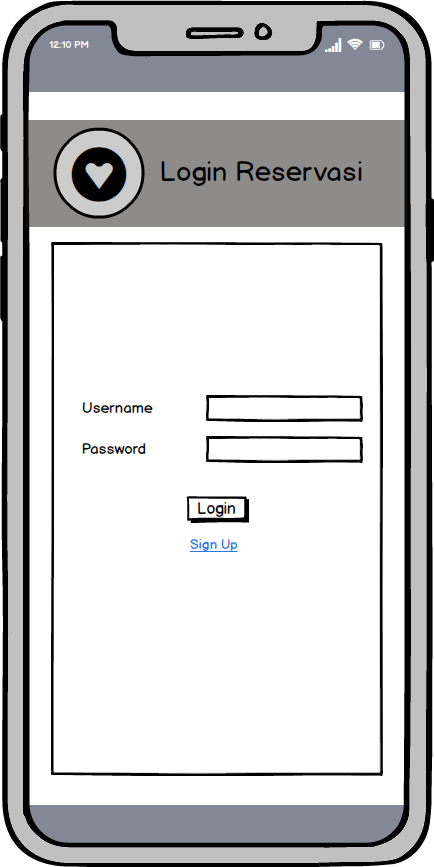 12:10 PM
Login Reservasi
Username
Password
Login
Sign Up